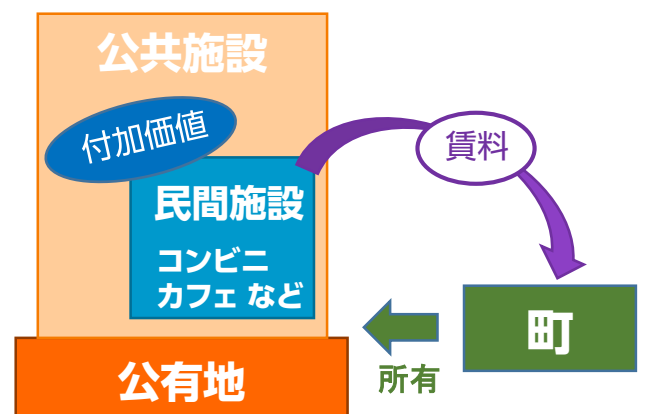 公共施設
付加価値
賃料
民間施設
コンビニ
カフェ など
町
所有
公有地